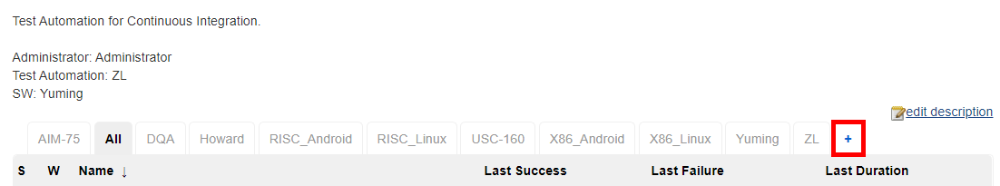 Test Automation for Continuous Integration.
Administrator: Administrator
Test Automation: ZL
SW: Yuming
edit description
AIM-75 All DQA Howard RISC_Android RISC_Linux USC-160 X86_Android X86_Linux Yuming ZL +
S W Name ↓ Last Success Last Failure Last Duration